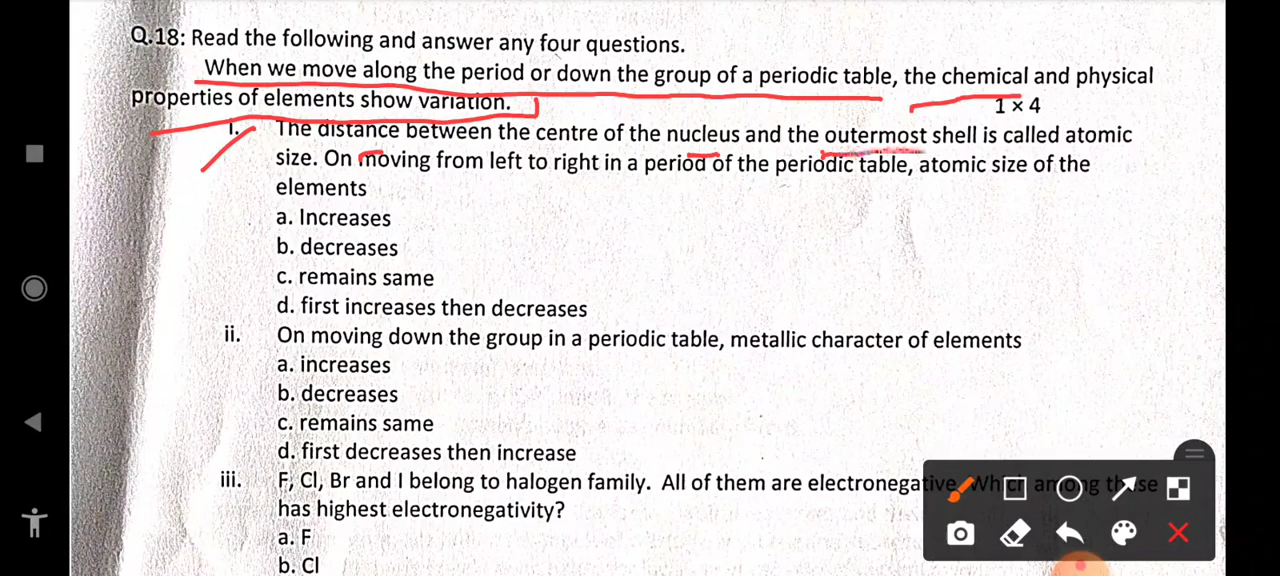 Q.18: Read the following and answer any four questions.
When we move along the period or down the group of a periodic table, the chemical and physical
properties of elements show variation.
1 × 4
i. The distance between the centre of the nucleus and the outermost shell is called atomic
size. On moving from left to right in a period of the periodic table, atomic size of the
elements
a. Increases
b. decreases
c. remains same
d. first increases then decreases
ii. On moving down the group in a periodic table, metallic character of elements
a. increases
b. decreases
c. remains same
d. first decreases then increase
iii. F, Cl, Br and I belong to halogen family. All of them are electronegative. Which among these
has highest electronegativity?
a. F
b. Cl